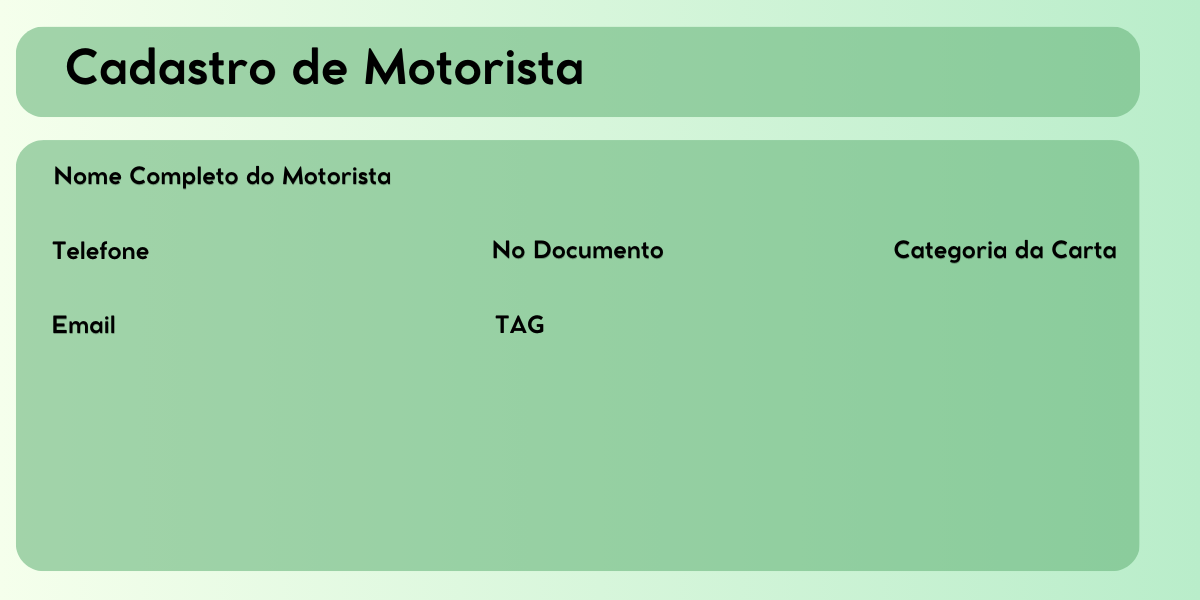 Cadastro de Motorista
Nome Completo do Motorista
Telefone
No Documento
Categoria da Carta
Email
TAG